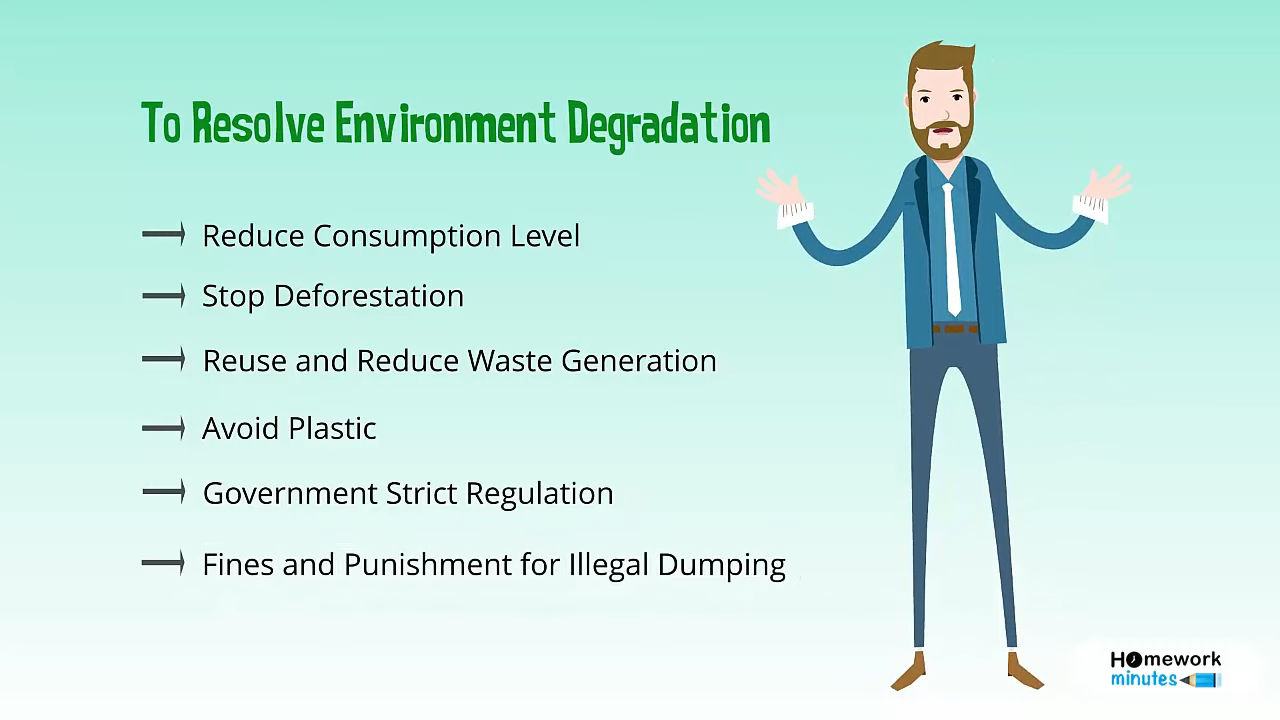 To Resolve Environment Degradation
Reduce Consumption Level
Stop Deforestation
Reuse and Reduce Waste Generation
Avoid Plastic
Government Strict Regulation
Fines and Punishment for Illegal Dumping
Homework
minutes